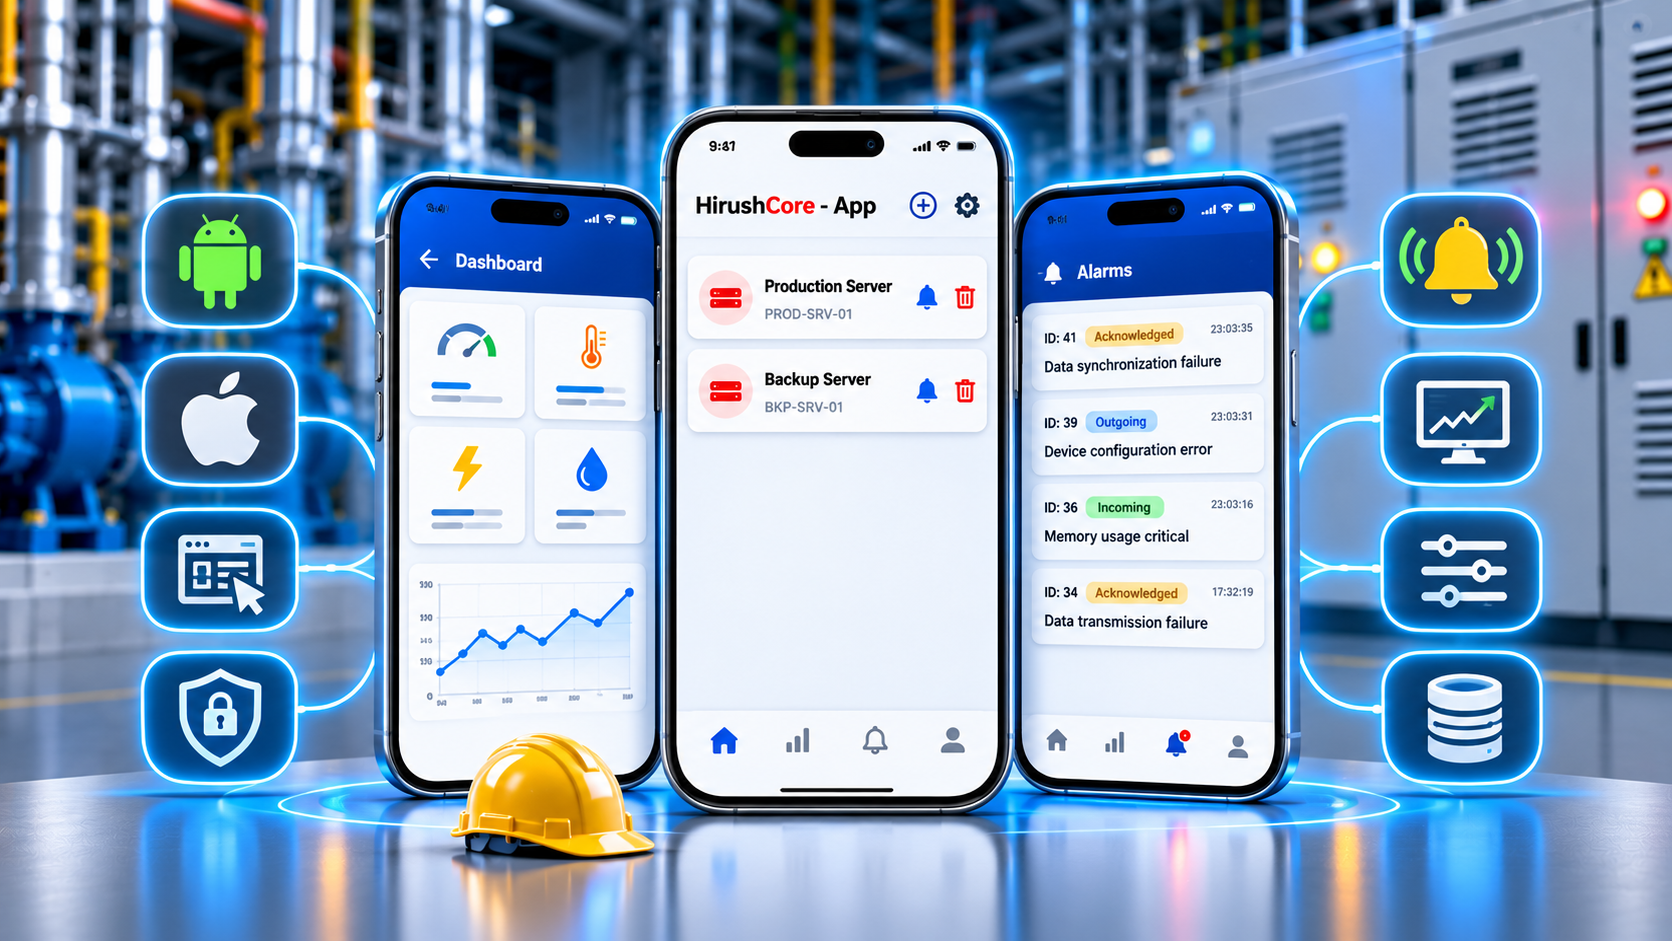 Dashboard
9:41
HirushCore - App
Production Server
PROD-SRV-01
Backup Server
BKP-SRV-01
Alarms
ID: 41 Acknowledged 23:03:35
Data synchronization failure
ID: 39 Outgoing 23:03:31
Device configuration error
ID: 36 Incoming 23:03:16
Memory usage critical
ID: 34 Acknowledged 17:32:19
Data transmission failure